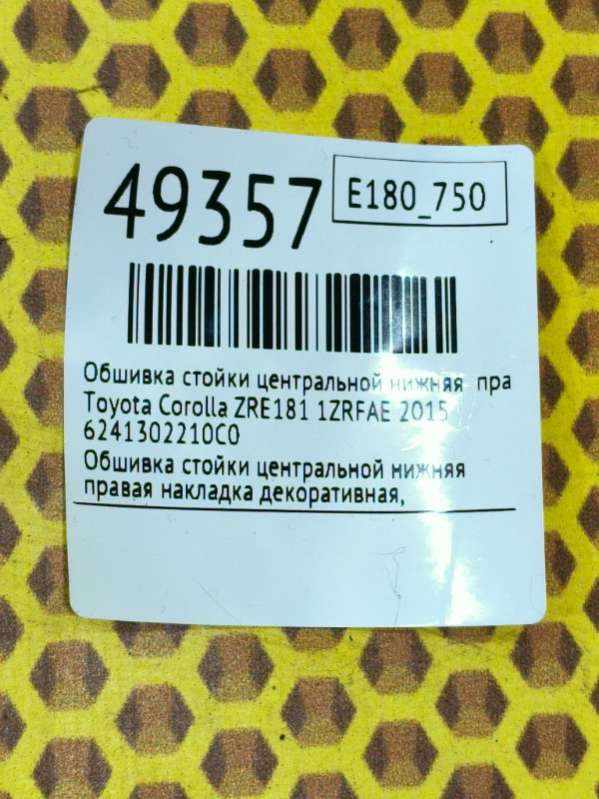 49357
E180_750
Обшивка стойки центральной нижняя пра
Toyota Corolla ZRE181 1ZRFAE 2015
6241302210C0
Обшивка стойки центральной нижняя
правая накладка декоративная,